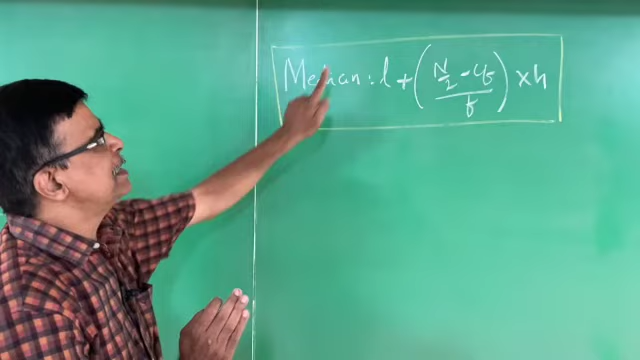 Median : l + ( (N/2 - cf) / f ) × h